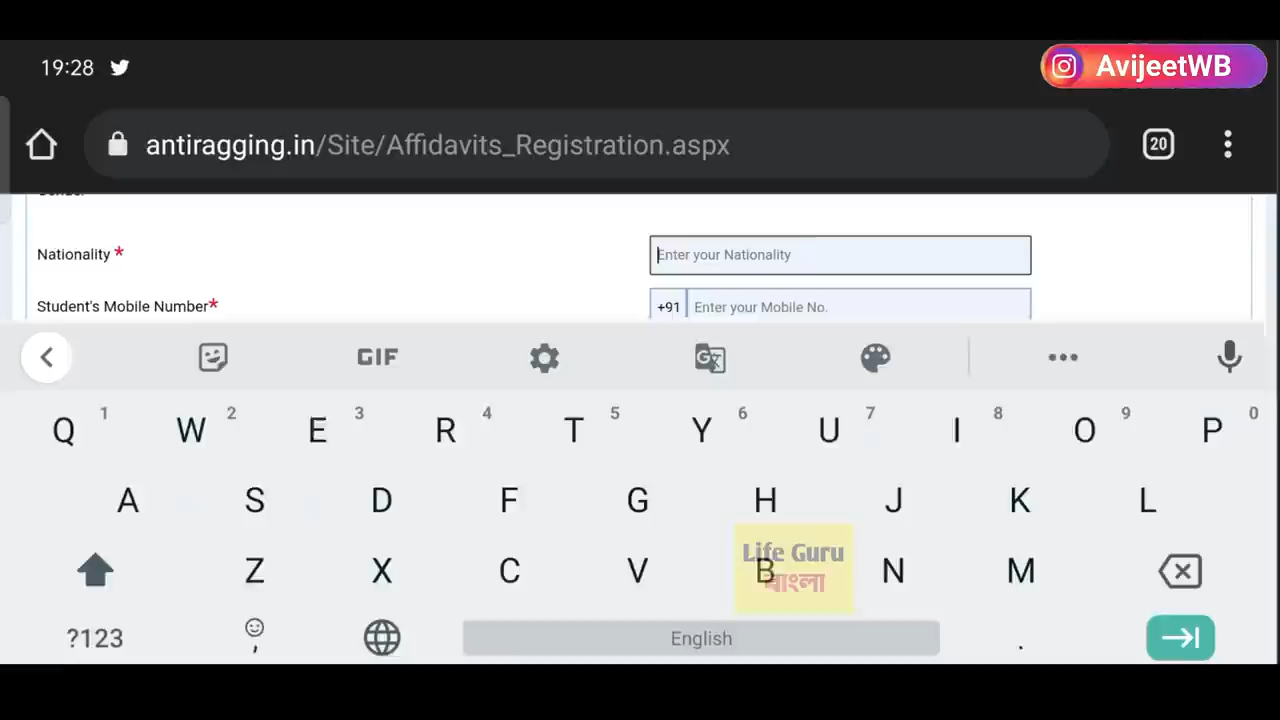 19:28
AvijeetWB
antiragging.in/Site/Affidavits_Registration.aspx
20
Nationality *
Enter your Nationality
Student's Mobile Number*
+91 Enter your Mobile No.
GIF
Q 1 W 2 E 3 R 4 T 5 Y 6 U 7 I 8 O 9 P 0
A S D F G H J K L
Life Guru
বাংলা
Z X C V B N M
?123 , English .